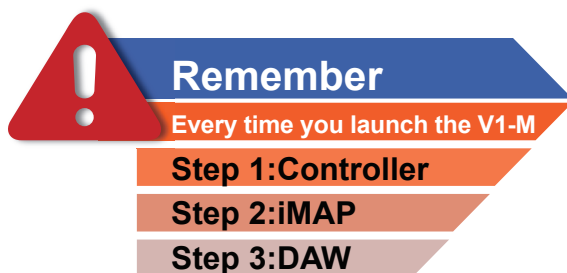 Remember
Every time you launch the V1-M
Step 1:Controller
Step 2:iMAP
Step 3:DAW